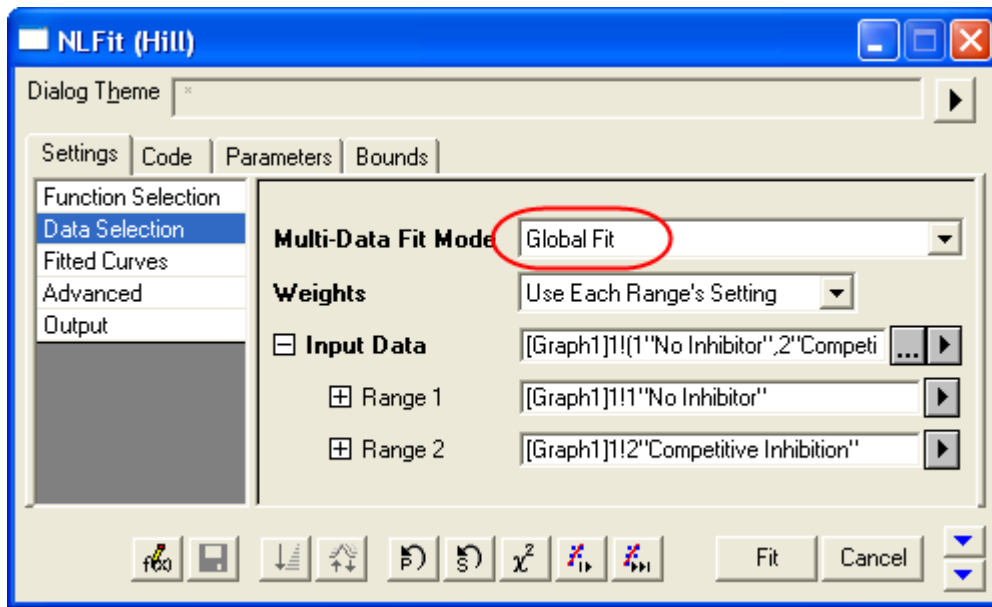 NLFit (Hill)
Dialog Theme *
Settings Code Parameters Bounds
Function Selection
Data Selection
Fitted Curves
Advanced
Output
Multi-Data Fit Mode Global Fit
Weights Use Each Range's Setting
Input Data [Graph1]1!(1"No Inhibitor",2"Competi ...
Range 1 [Graph1]1!1"No Inhibitor"
Range 2 [Graph1]1!2"Competitive Inhibition"
f(x) P S χ² Fit Cancel